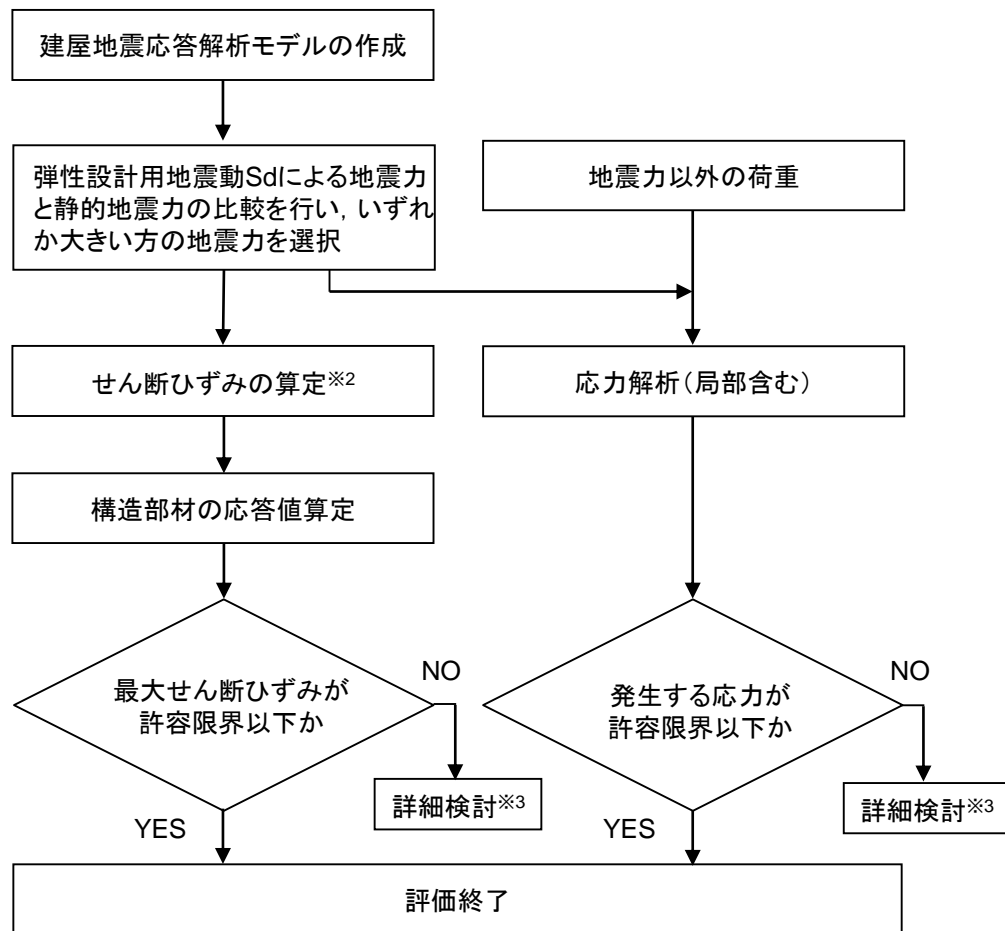 建屋地震応答解析モデルの作成
弾性設計用地震動Sdによる地震力
と静的地震力の比較を行い，いずれ
か大きい方の地震力を選択
地震力以外の荷重
せん断ひずみの算定※2
応力解析（局部含む）
構造部材の応答値算定
最大せん断ひずみが
許容限界以下か
NO
発生する応力が
許容限界以下か
NO
詳細検討※3
詳細検討※3
YES
YES
評価終了